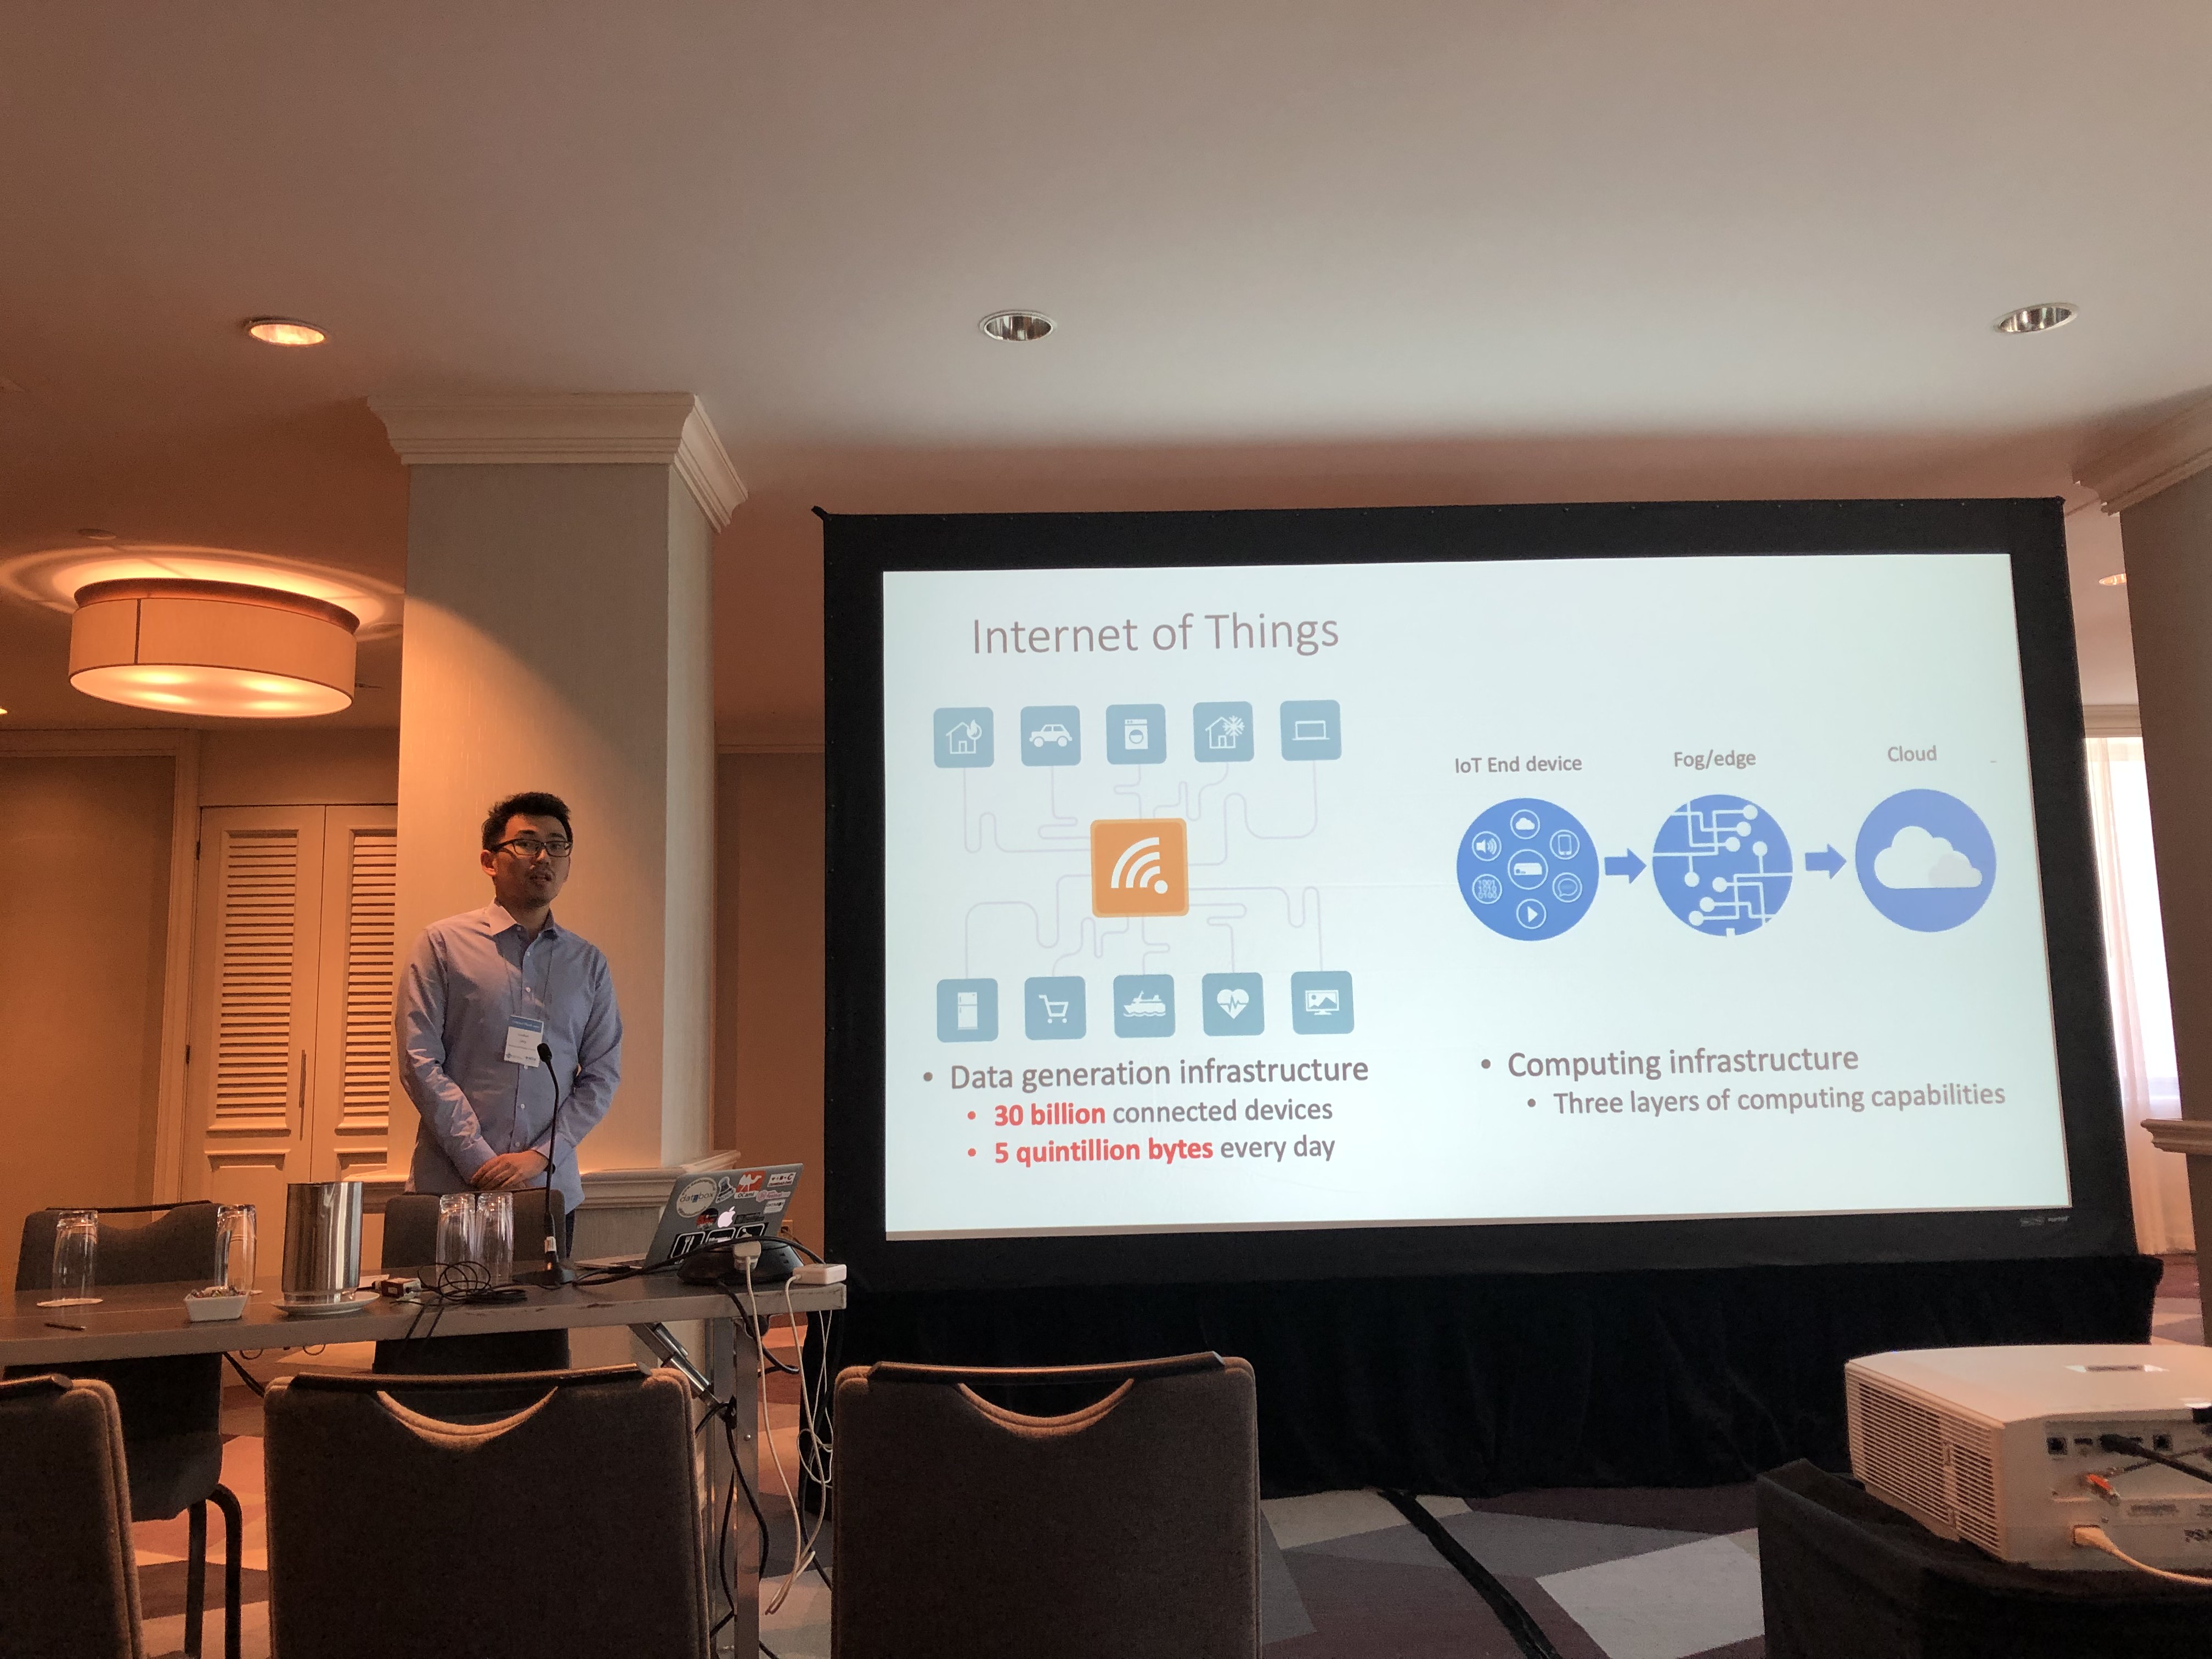 Internet of Things
IoT End device
Fog/edge
Cloud
• Data generation infrastructure
• 30 billion connected devices
• 5 quintillion bytes every day
• Computing infrastructure
• Three layers of computing capabilities
databox